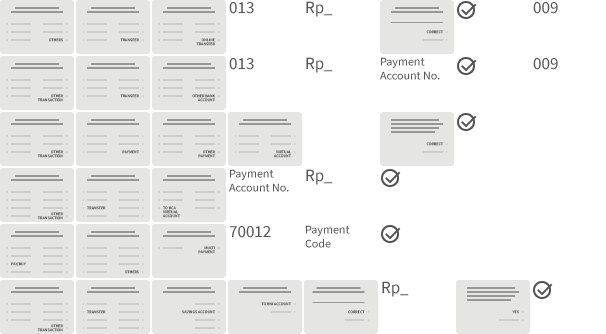 OTHERS
TRANSFER
ONLINE
TRANSFER
013
Rp_
CORRECT
009
OTHER
TRANSACTION
TRANSFER
OTHER BANK
ACCOUNT
013
Rp_
Payment
Account No.
009
OTHER
TRANSACTION
PAYMENT
OTHER
PAYMENT
VIRTUAL
ACCOUNT
CORRECT
OTHER
TRANSACTION
TRANSFER
TO BCA
VIRTUAL
ACCOUNT
Payment
Account No.
Rp_
PAY/BUY
OTHERS
MULTI
PAYMENT
70012
Payment
Code
OTHER
TRANSACTION
TRANSFER
SAVINGS ACCOUNT
TO BNI ACCOUNT
CORRECT
Rp_
YES